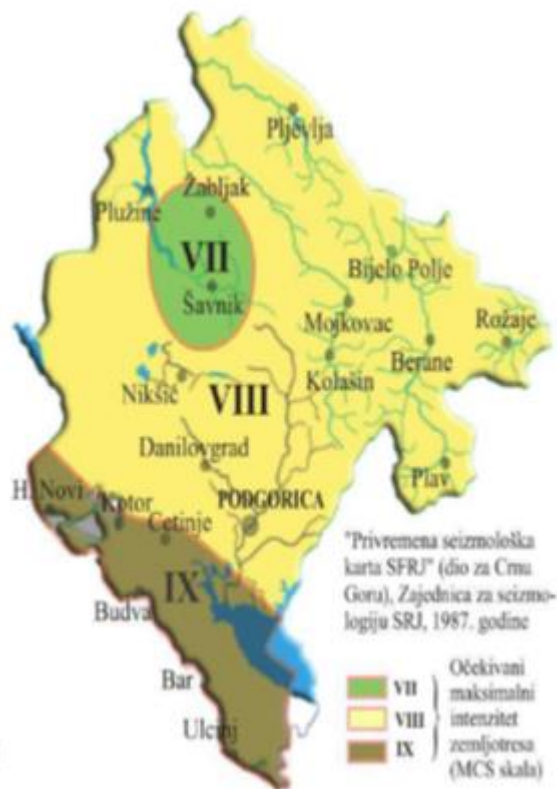 Pljevlja
Žabljak
Plužine
VII
Bijelo Polje
Šavnik
Mojkovac
Rožaje
Berane
Kolašin
Nikšić
VIII
Danilovgrad
Plav
H. Novi
Kotor
PODGORICA
Cetinje
IX
Budva
Bar
Ulcinj
"Privremena seizmološka
karta SFRJ" (dio za Crnu
Goru), Zajednica za seizmo-
logiju SRJ, 1987. godine
VII
VIII
IX
Očekivani
maksimalni
intenzitet
zemljotresa
(MCS skala)